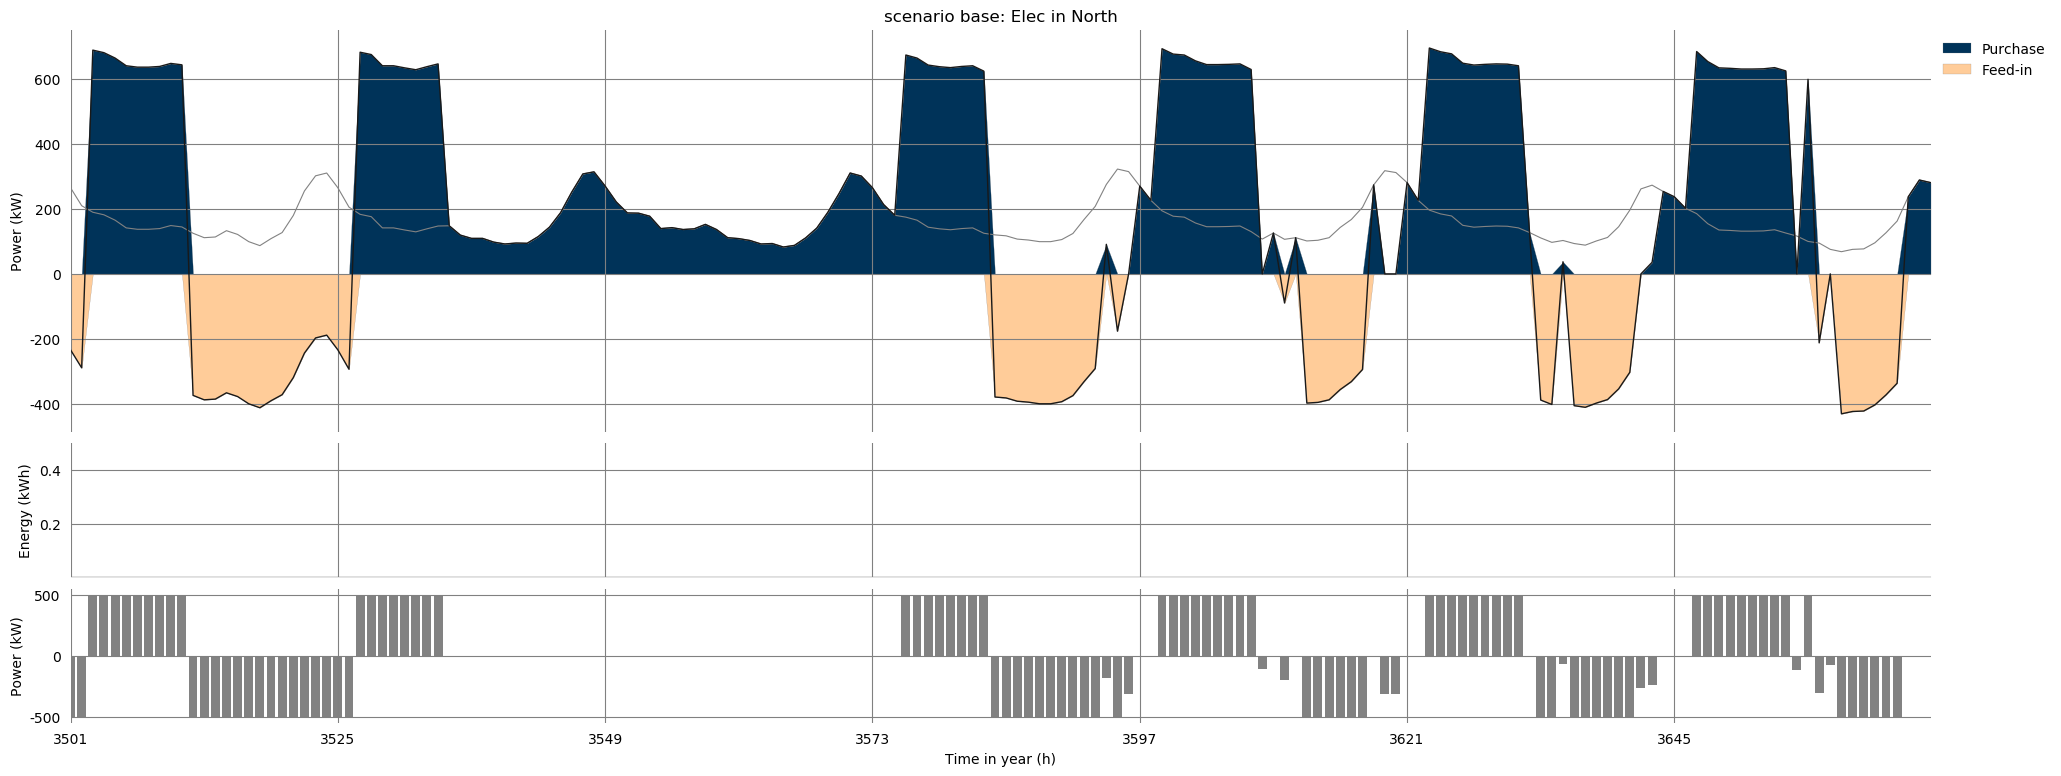 scenario base: Elec in North
Purchase
Feed-in
Power (kW)
600
400
200
0
-200
-400
Energy (kWh)
0.4
0.2
Power (kW)
500
0
-500
3501 3525 3549 3573 3597 3621 3645
Time in year (h)